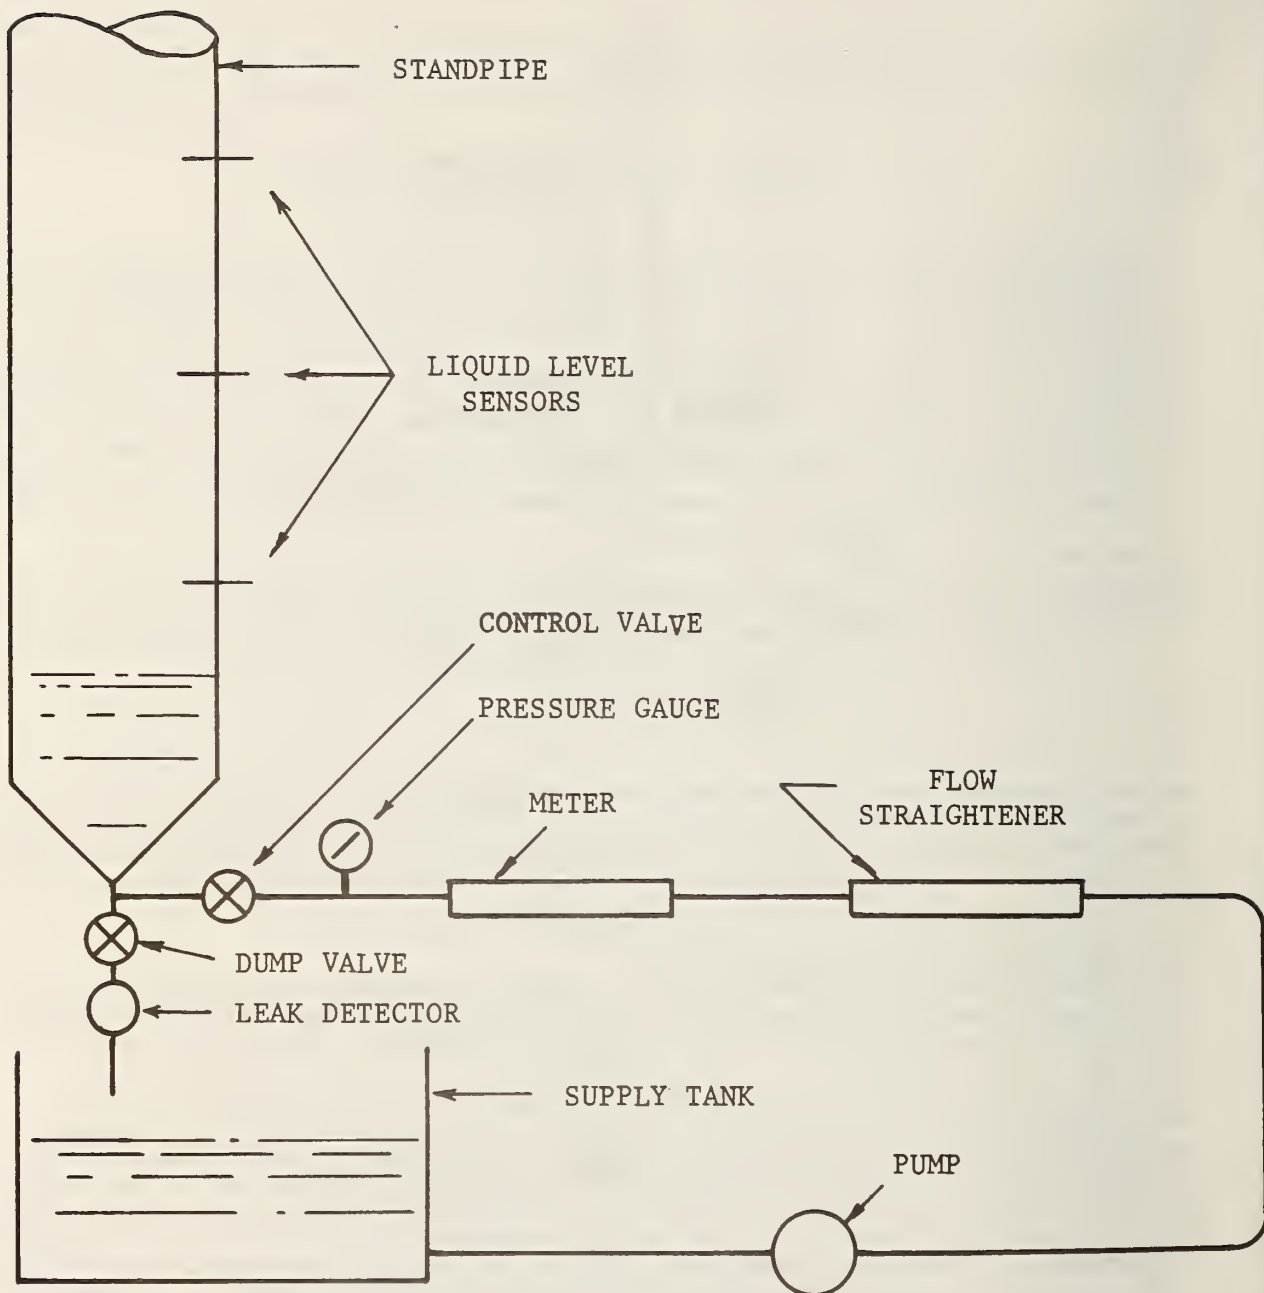 STANDPIPE
LIQUID LEVEL
SENSORS
CONTROL VALVE
PRESSURE GAUGE
METER
FLOW
STRAIGHTENER
DUMP VALVE
LEAK DETECTOR
SUPPLY TANK
PUMP